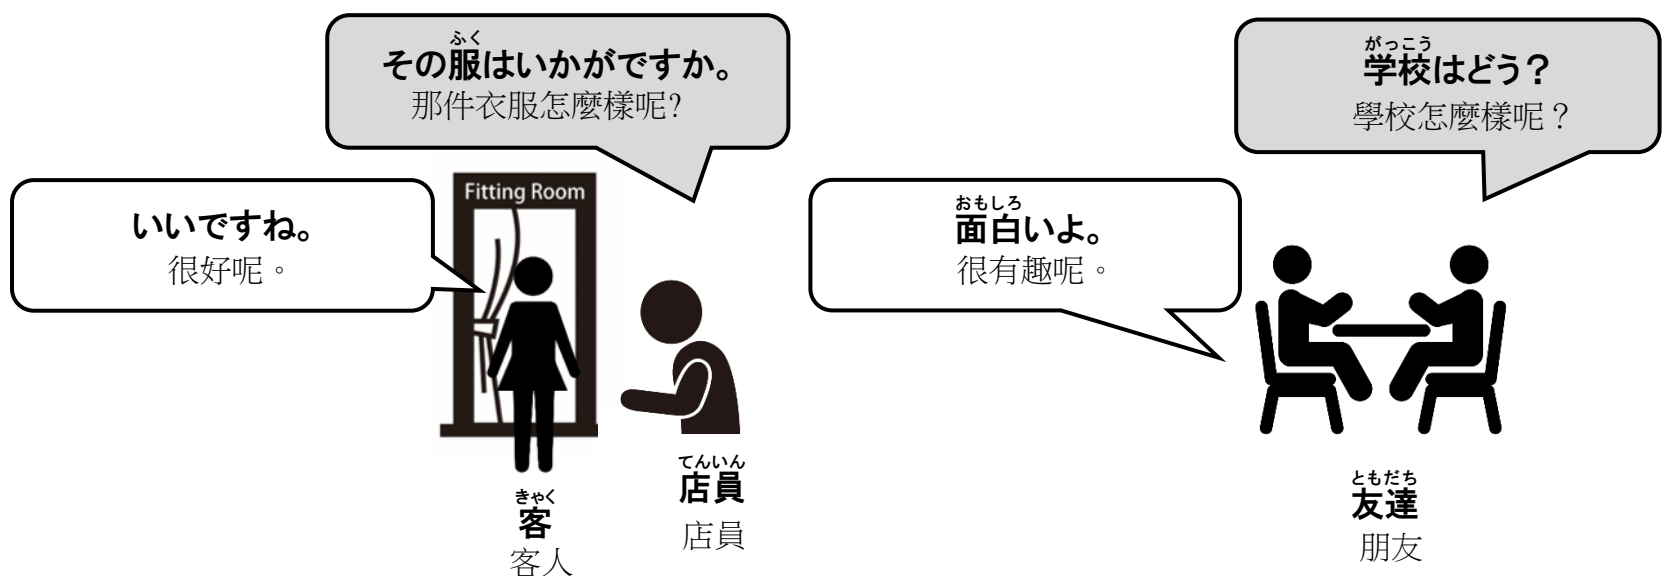 ふく
その服はいかがですか。
那件衣服怎麼樣呢?
いいですね。
很好呢。
Fitting Room
きゃく
客
客人
てんいん
店員
店員
がっこう
学校はどう？
學校怎麼樣呢？
おもしろ
面白いよ。
很有趣呢。
ともだち
友達
朋友